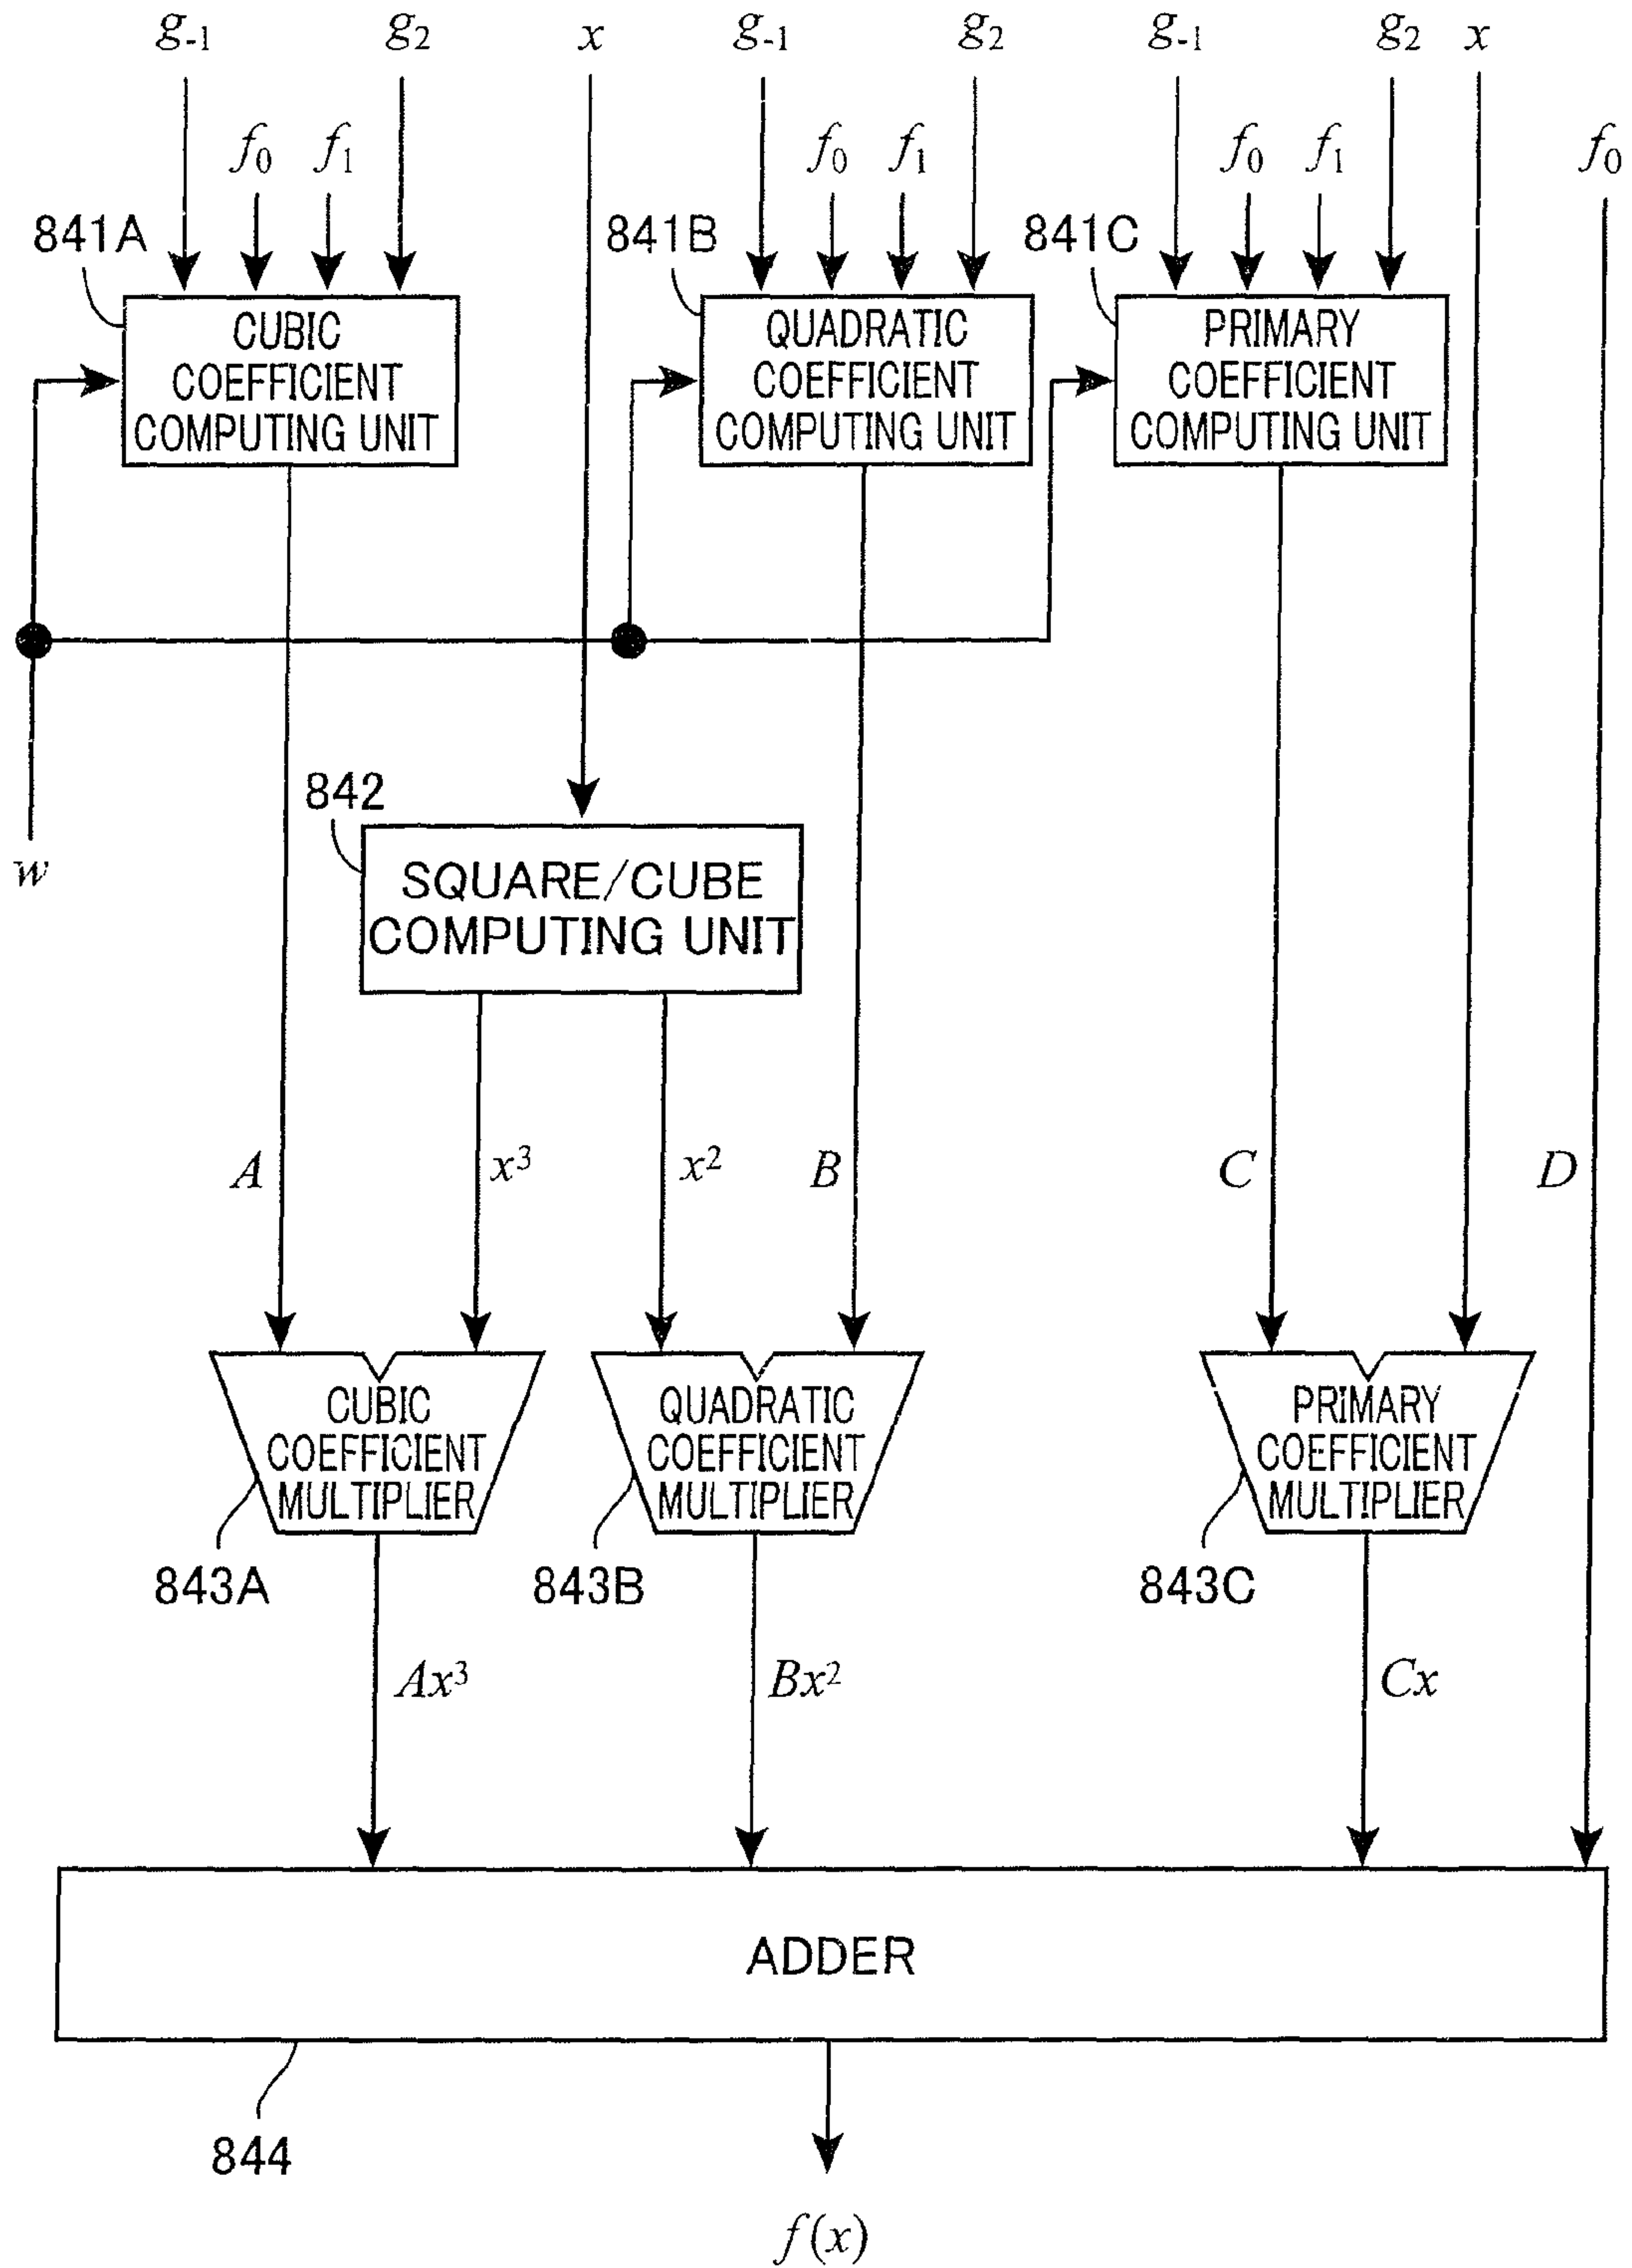 g-1 g2 x g-1 g2 g-1 g2 x
f0 f1 f0 f1 f0 f1 f0
841A 841B 841C
CUBIC
COEFFICIENT
COMPUTING UNIT
QUADRATIC
COEFFICIENT
COMPUTING UNIT
PRIMARY
COEFFICIENT
COMPUTING UNIT
842
w
SQUARE/CUBE
COMPUTING UNIT
A x³ x² B C D
CUBIC
COEFFICIENT
MULTIPLIER
QUADRATIC
COEFFICIENT
MULTIPLIER
PRIMARY
COEFFICIENT
MULTIPLIER
843A 843B 843C
Ax³ Bx² Cx
ADDER
844
f(x)